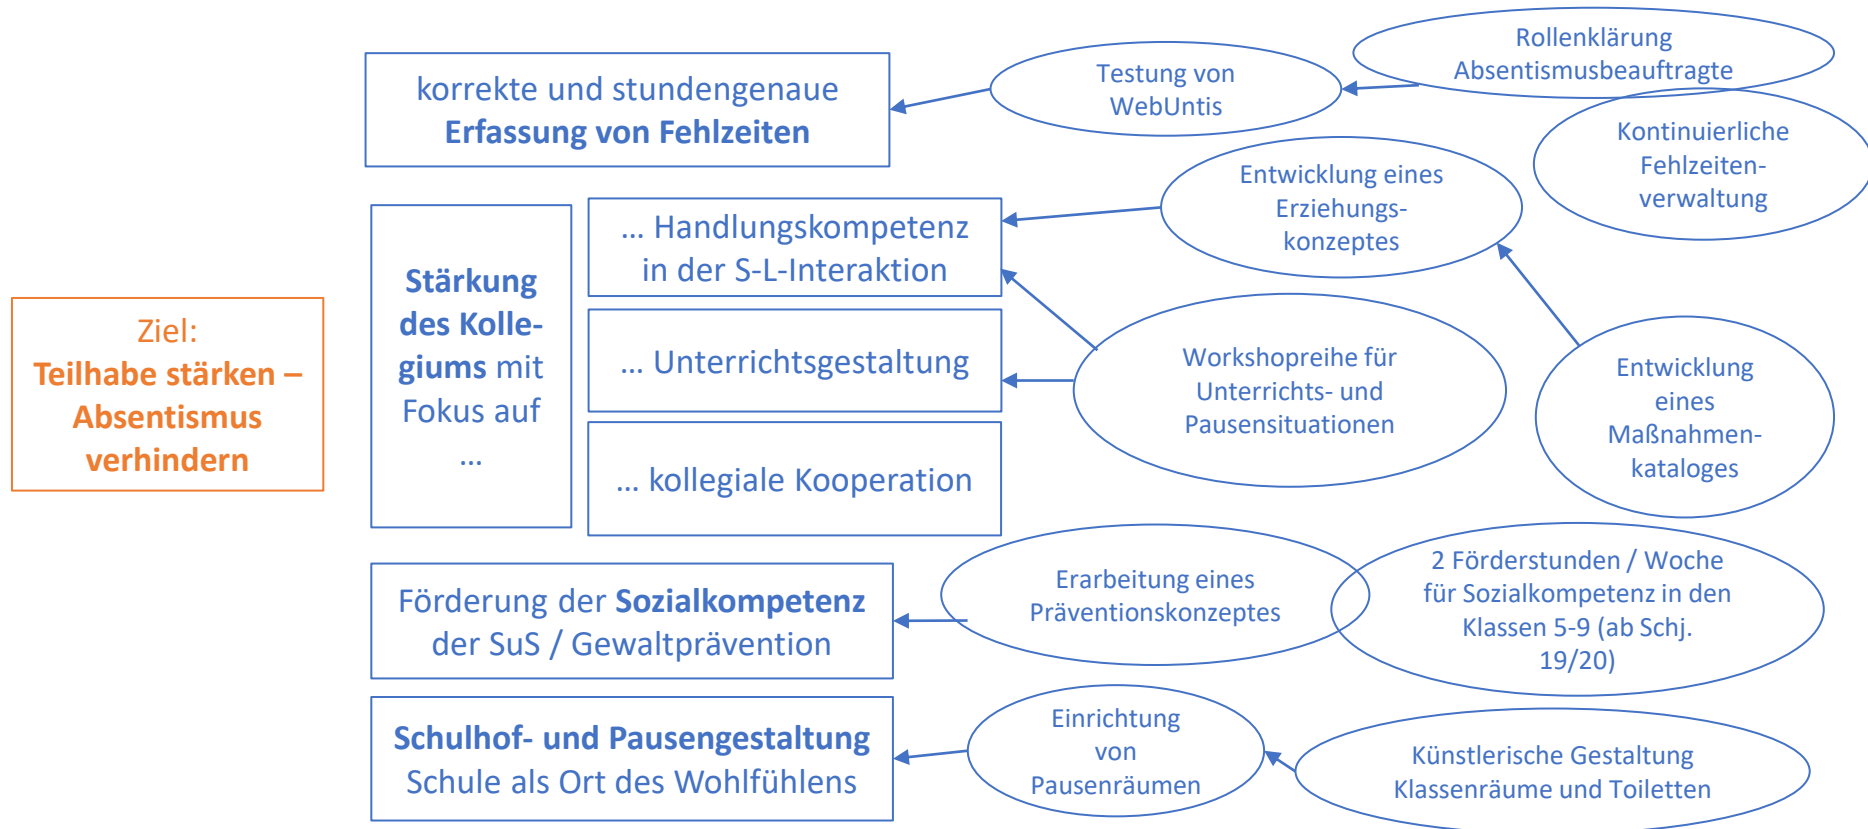 Ziel:
Teilhabe stärken –
Absentismus
verhindern
korrekte und stundengenaue
Erfassung von Fehlzeiten
Testung von
WebUntis
Rollenklärung
Absentismusbeauftragte
Kontinuierliche
Fehlzeiten-
verwaltung
Stärkung
des Kolle-
giums mit
Fokus auf
...
... Handlungskompetenz
in der S-L-Interaktion
... Unterrichtsgestaltung
... kollegiale Kooperation
Entwicklung eines
Erziehungs-
konzeptes
Workshopreihe für
Unterrichts- und
Pausensituationen
Entwicklung
eines
Maßnahmen-
kataloges
Förderung der Sozialkompetenz
der SuS / Gewaltprävention
Erarbeitung eines
Präventionskonzeptes
2 Förderstunden / Woche
für Sozialkompetenz in den
Klassen 5-9 (ab Schj.
19/20)
Schulhof- und Pausengestaltung
Schule als Ort des Wohlfühlens
Einrichtung
von
Pausenräumen
Künstlerische Gestaltung
Klassenräume und Toiletten